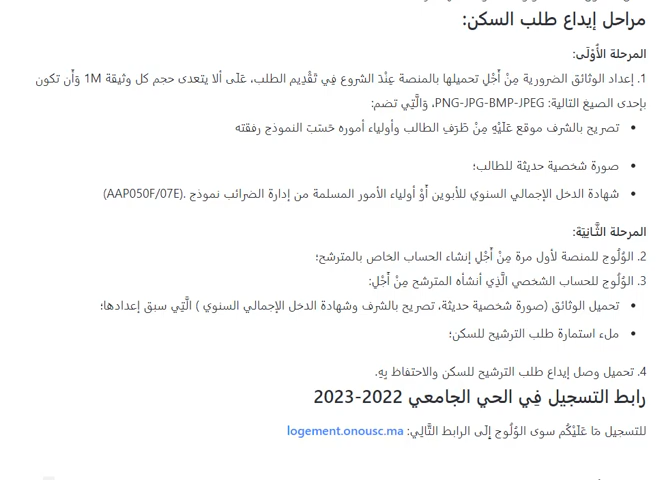 مراحل إيداع طلب السكن:
المرحلة الأُوْلَى:
1. إعداد الوثائق الضرورية مِنْ أَجْلِ تحميلها بالمنصة عِنْدَ الشروع فِي تَقْدِيم الطلب، عَلَى ألا يتعدى حجم كل وثيقة 1M وَأَن تكون
بإحدى الصيغ التالية: PNG-JPG-BMP-JPEG، وَالَّتِي تضم:
• تصريح بالشرف موقع عَلَيْهِ مِنْ طَرَفِ الطالب وأولياء أموره حَسَبَ النموذج رفقته
• صورة شخصية حديثة للطالب؛
• شهادة الدخل الإجمالي السنوي للأبوين أَوْ أولياء الأمور المسلمة من إدارة الضرائب نموذج .(AAP050F/07E)
المرحلة الثَّانِيَة:
2. الوُلُوج للمنصة لأول مرة مِنْ أَجْلِ إنشاء الحساب الخاص بالمترشح؛
3. الوُلُوج للحساب الشخصي الَّذِي أنشأه المترشح مِنْ أَجْلِ:
• تحميل الوثائق (صورة شخصية حديثة، تصريح بالشرف وشهادة الدخل الإجمالي السنوي ) الَّتِي سبق إعدادها؛
• ملء استمارة طلب الترشيح للسكن؛
4. تحميل وصل إيداع طلب الترشيح للسكن والاحتفاظ بِهِ.
رابط التسجيل فِي الحي الجامعي 2022-2023
للتسجيل مَا عَلَيْكُم سوى الوُلُوج إِلَى الرابط التَّالِي: logement.onousc.ma